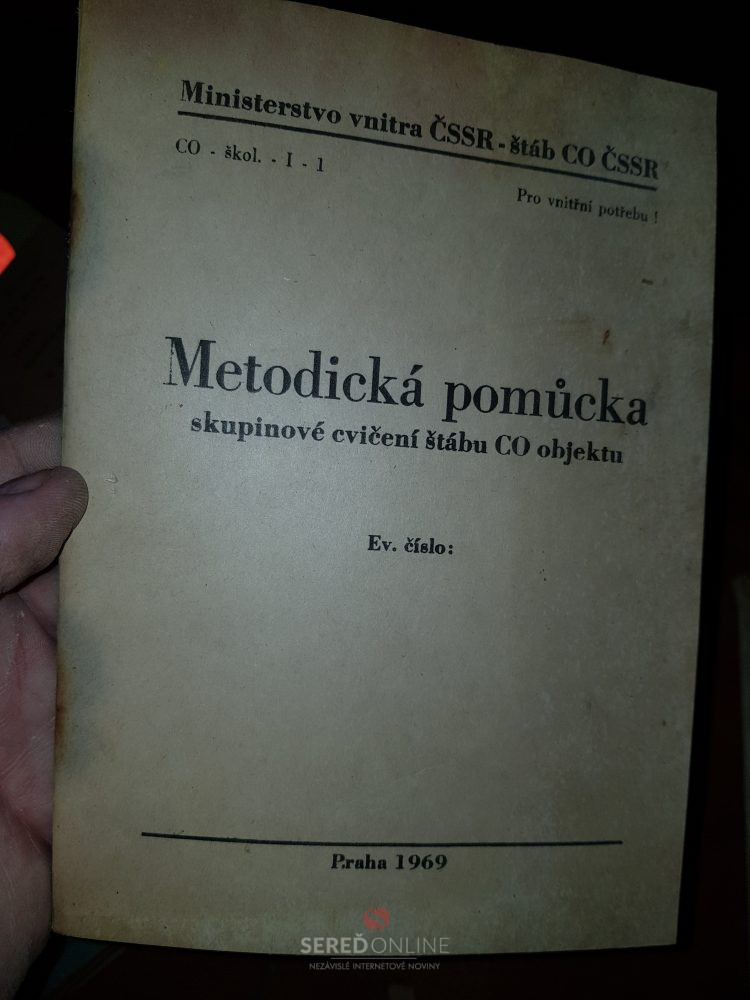 Ministerstvo vnitra ČSSR - štáb CO ČSSR
CO - škol. - I - 1
Pro vnitřní potřebu !
Metodická pomůcka
skupinové cvičení štábu CO objektu
Ev. číslo:
Praha 1969
SEREĎONLINE
NEZÁVISLÉ INTERNETOVÉ NOVINY